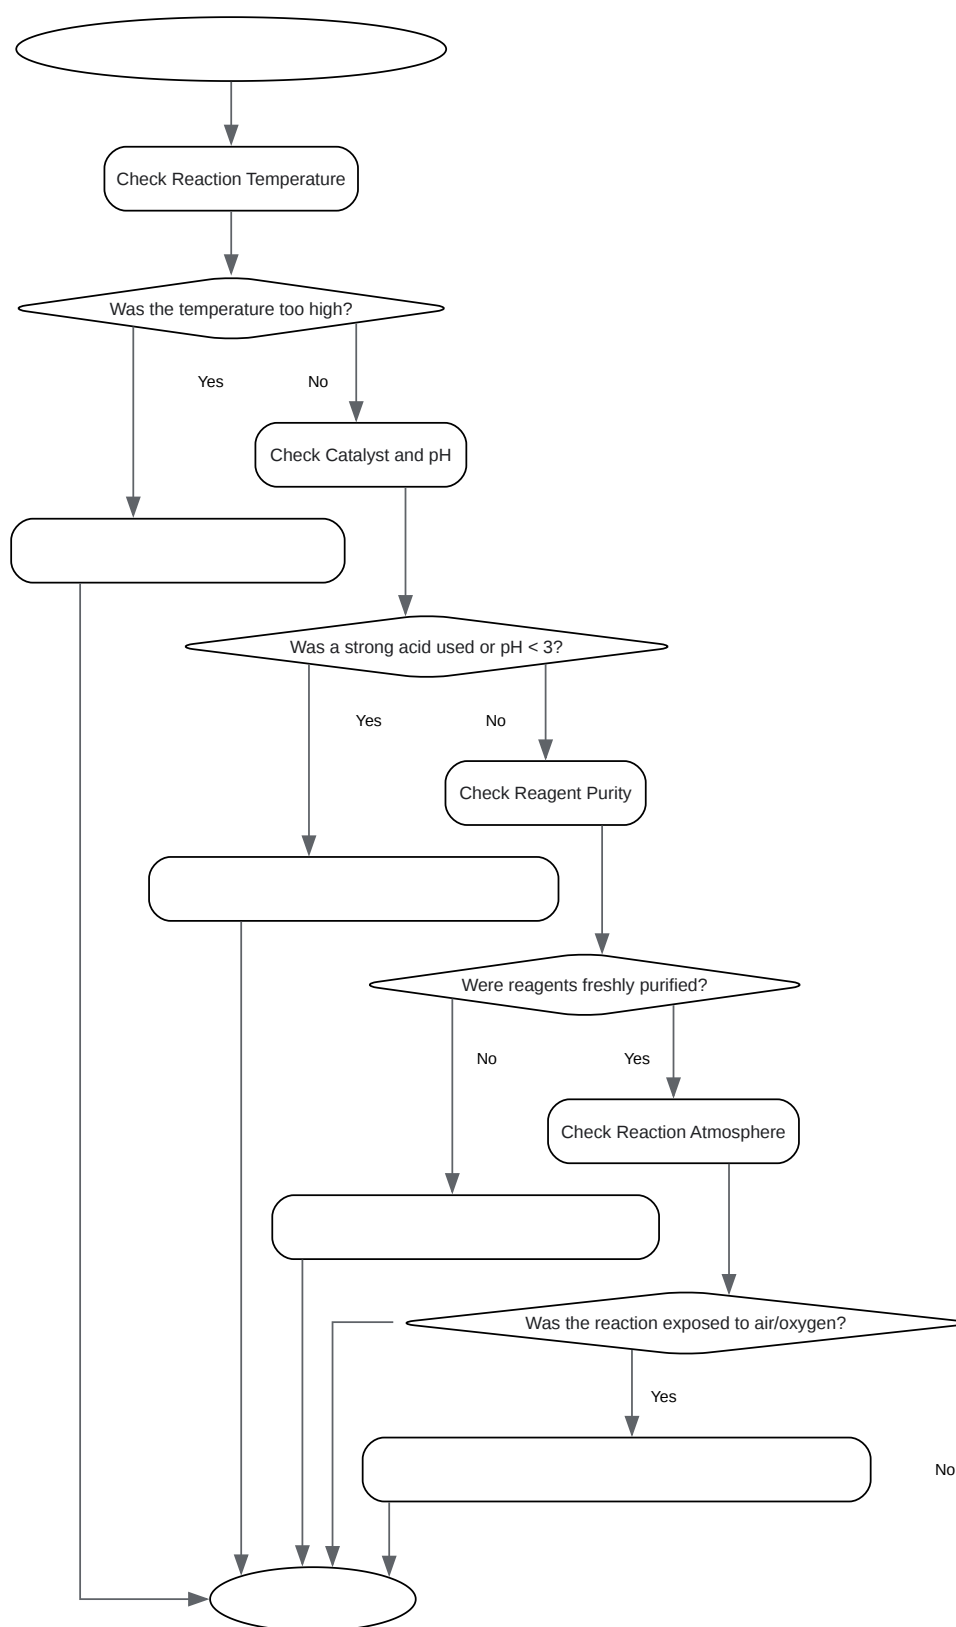 Check Reaction Temperature
Was the temperature too high?
Yes
No
Check Catalyst and pH
Was a strong acid used or pH < 3?
Yes
No
Check Reagent Purity
Were reagents freshly purified?
No
Yes
Check Reaction Atmosphere
Was the reaction exposed to air/oxygen?
Yes
No